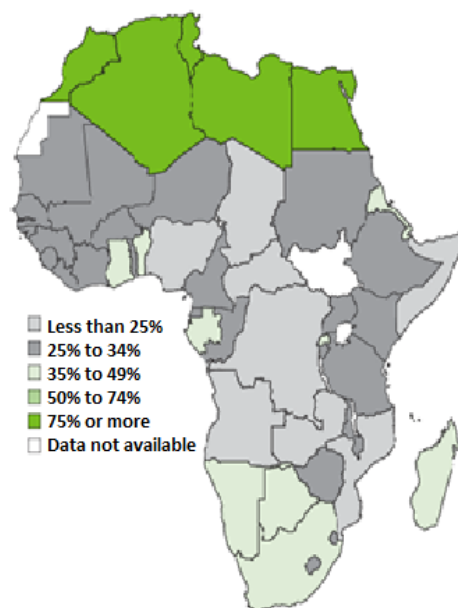 Less than 25%
25% to 34%
35% to 49%
50% to 74%
75% or more
Data not available